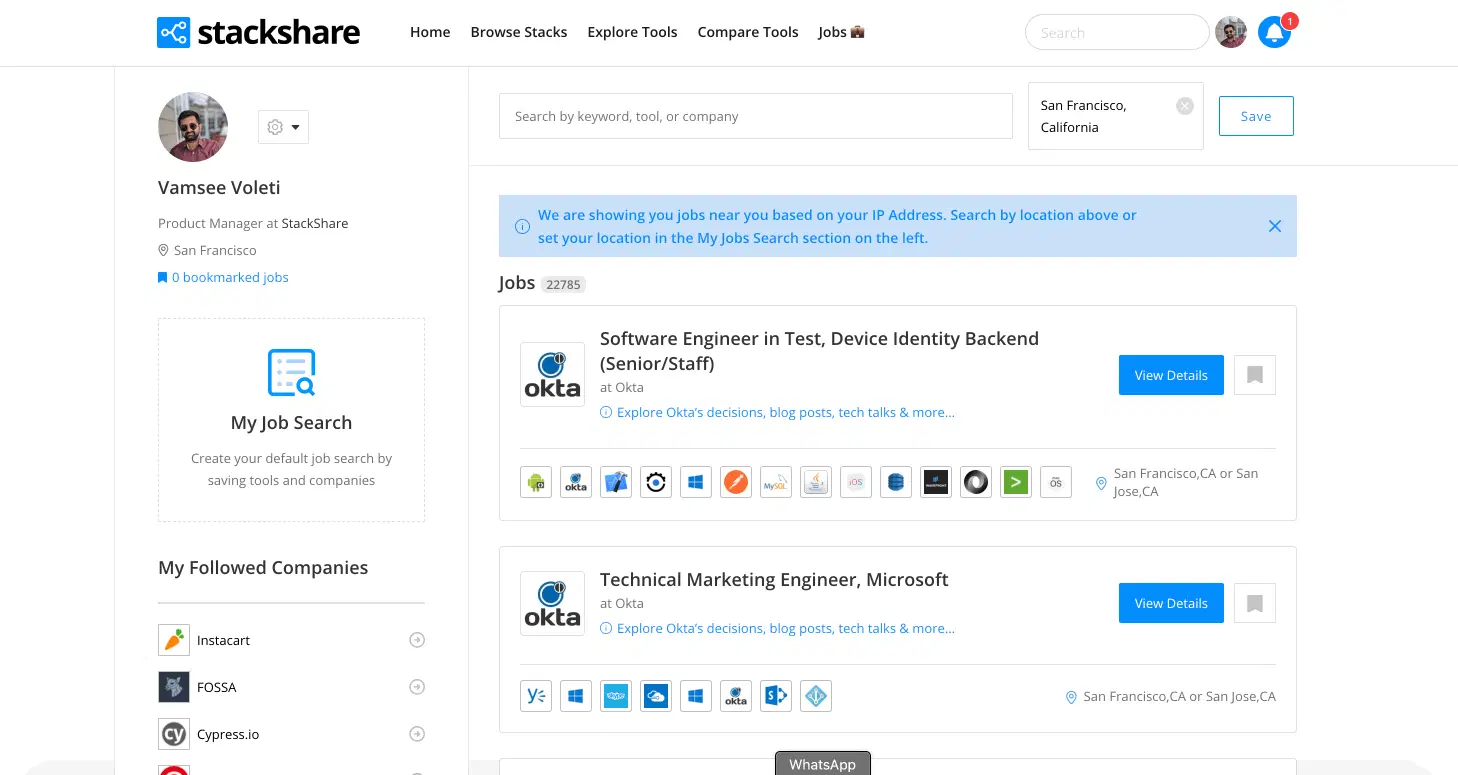 stackshare
Home
Browse Stacks
Explore Tools
Compare Tools
Jobs
Search
1
Vamsee Voleti
Product Manager at StackShare
San Francisco
0 bookmarked jobs
My Job Search
Create your default job search by
saving tools and companies
My Followed Companies
Instacart
FOSSA
cy
Cypress.io
Search by keyword, tool, or company
San Francisco,
California
Save
We are showing you jobs near you based on your IP Address. Search by location above or
set your location in the My Jobs Search section on the left.
Jobs 22785
okta
Software Engineer in Test, Device Identity Backend
(Senior/Staff)
at Okta
Explore Okta’s decisions, blog posts, tech talks & more...
View Details
okta
MySQL
iOS
OS
San Francisco,CA or San
Jose,CA
okta
Technical Marketing Engineer, Microsoft
at Okta
Explore Okta’s decisions, blog posts, tech talks & more...
View Details
okta
San Francisco,CA or San Jose,CA
WhatsApp